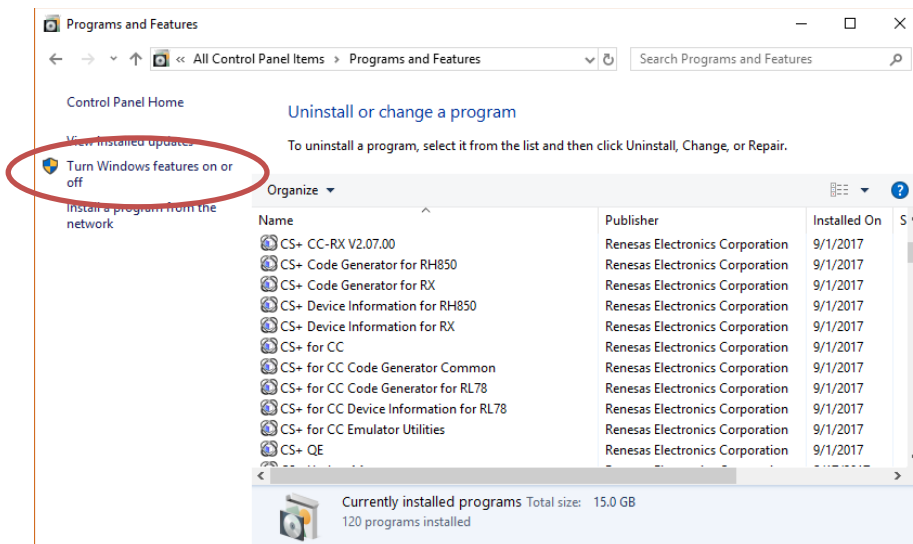 Programs and Features
« All Control Panel Items › Programs and Features
Search Programs and Features
Control Panel Home
View installed updates
Turn Windows features on or
off
Install a program from the
network
Uninstall or change a program
To uninstall a program, select it from the list and then click Uninstall, Change, or Repair.
Organize
Name Publisher Installed On S
CS+ CC-RX V2.07.00 Renesas Electronics Corporation 9/1/2017
CS+ Code Generator for RH850 Renesas Electronics Corporation 9/1/2017
CS+ Code Generator for RX Renesas Electronics Corporation 9/1/2017
CS+ Device Information for RH850 Renesas Electronics Corporation 9/1/2017
CS+ Device Information for RX Renesas Electronics Corporation 9/1/2017
CS+ for CC Renesas Electronics Corporation 9/1/2017
CS+ for CC Code Generator Common Renesas Electronics Corporation 9/1/2017
CS+ for CC Code Generator for RL78 Renesas Electronics Corporation 9/1/2017
CS+ for CC Device Information for RL78 Renesas Electronics Corporation 9/1/2017
CS+ for CC Emulator Utilities Renesas Electronics Corporation 9/1/2017
CS+ QE Renesas Electronics Corporation 9/1/2017
Currently installed programs Total size: 15.0 GB
120 programs installed